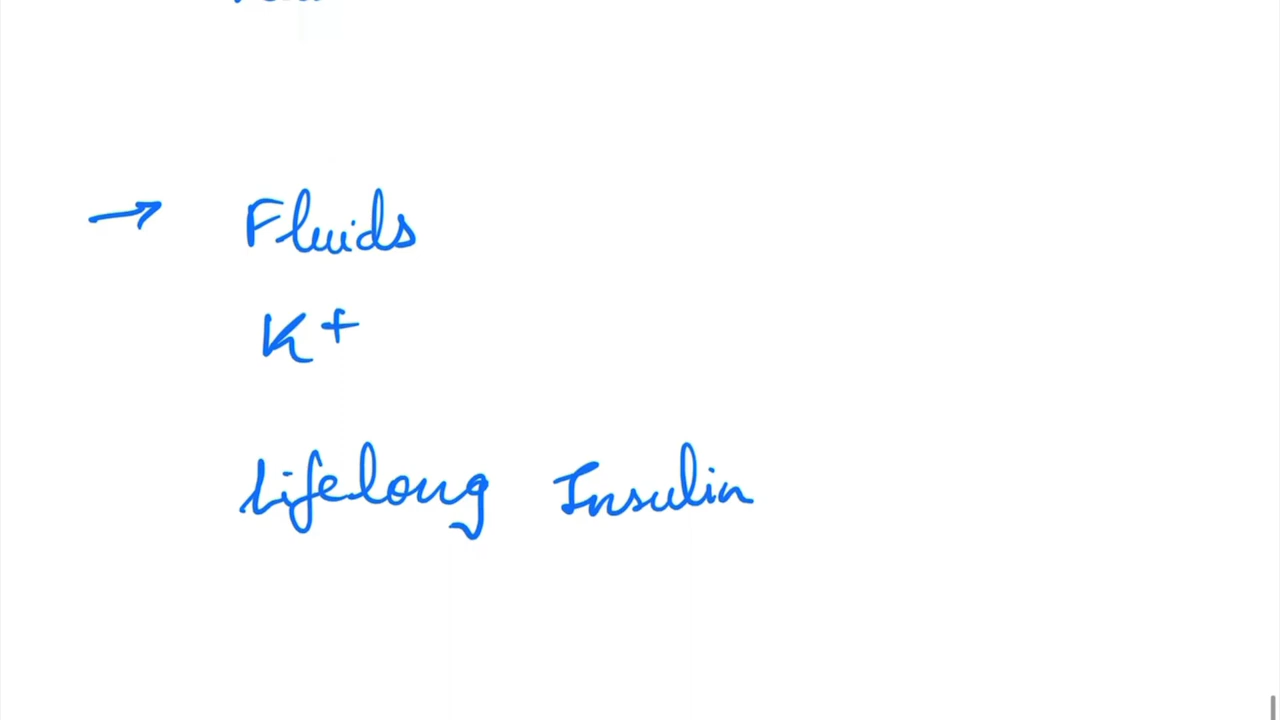 → Fluids
K+
Lifelong Insulin